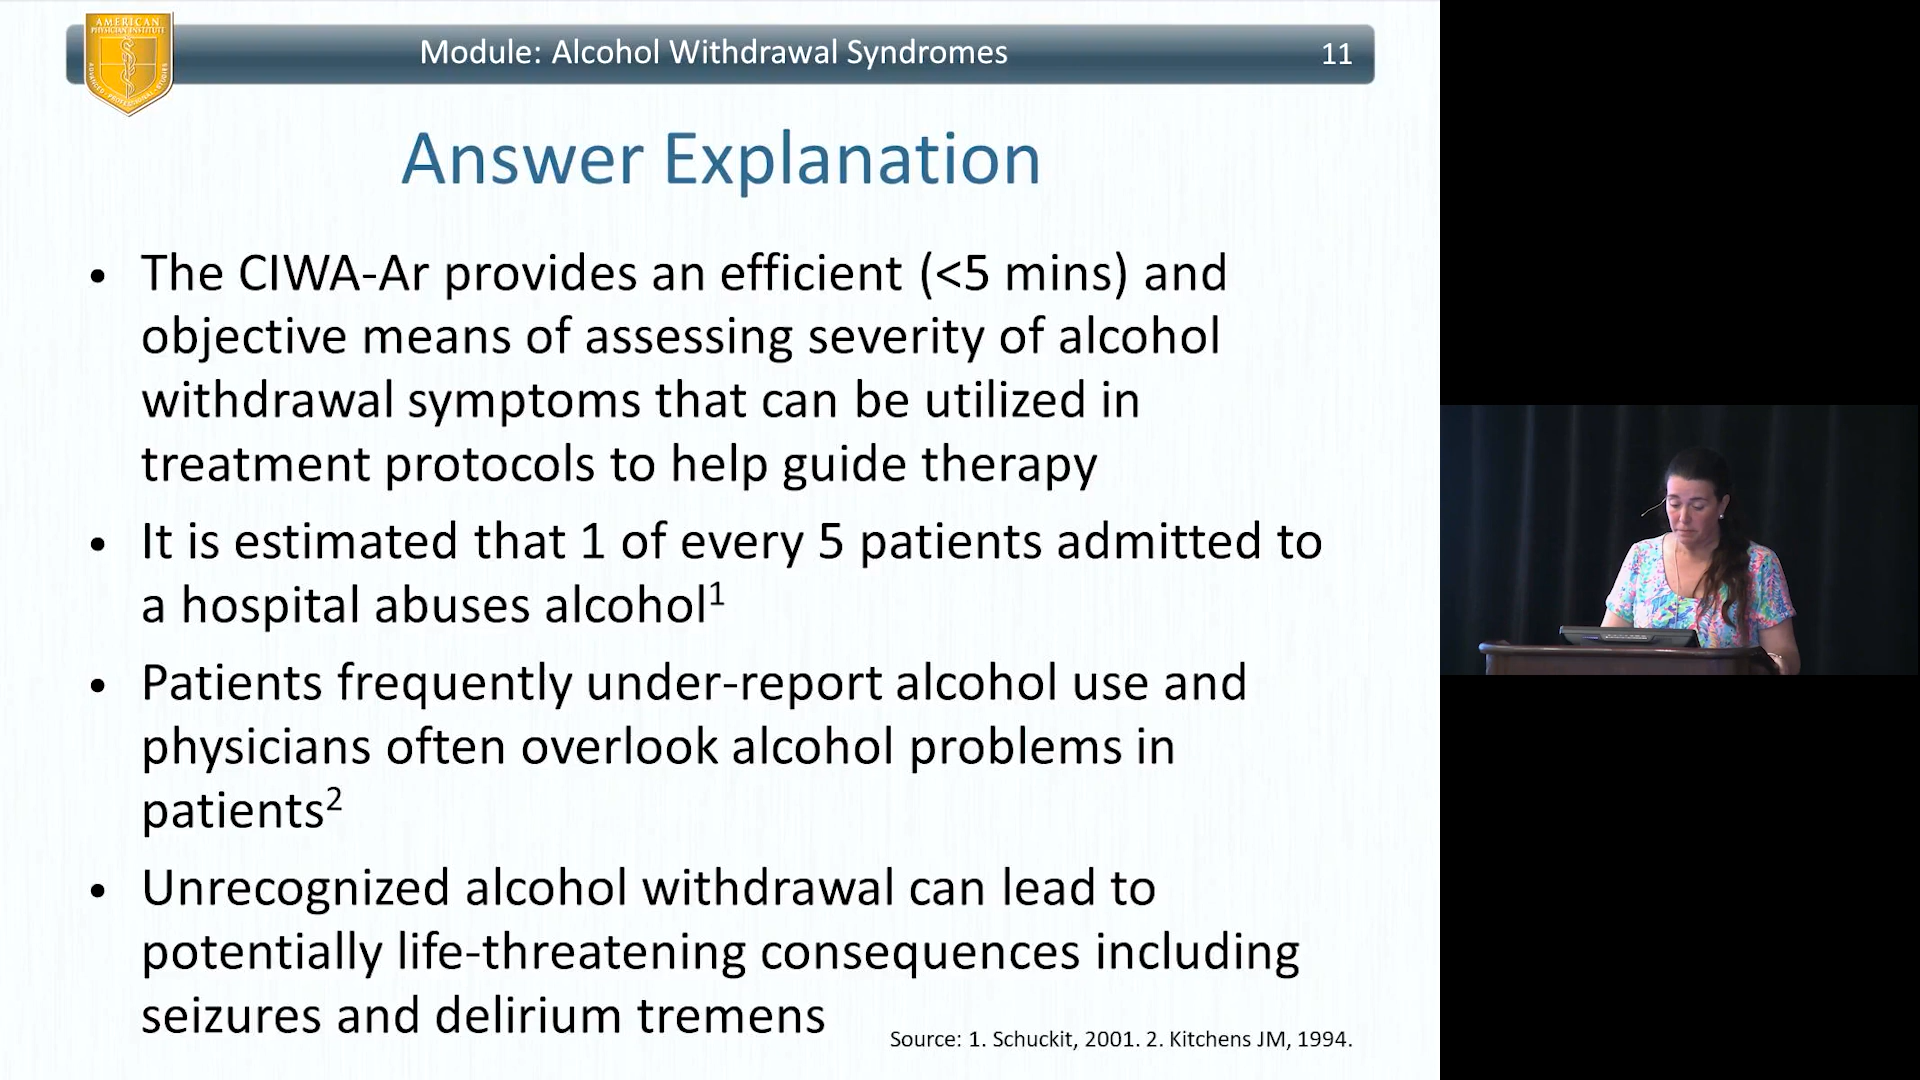 AMERICAN
PHYSICIAN INSTITUTE
ADVANCED PROFESSIONAL STUDIES
Module: Alcohol Withdrawal Syndromes
11
Answer Explanation
• The CIWA-Ar provides an efficient (<5 mins) and
objective means of assessing severity of alcohol
withdrawal symptoms that can be utilized in
treatment protocols to help guide therapy
• It is estimated that 1 of every 5 patients admitted to
a hospital abuses alcohol¹
• Patients frequently under-report alcohol use and
physicians often overlook alcohol problems in
patients²
• Unrecognized alcohol withdrawal can lead to
potentially life-threatening consequences including
seizures and delirium tremens
Source: 1. Schuckit, 2001. 2. Kitchens JM, 1994.